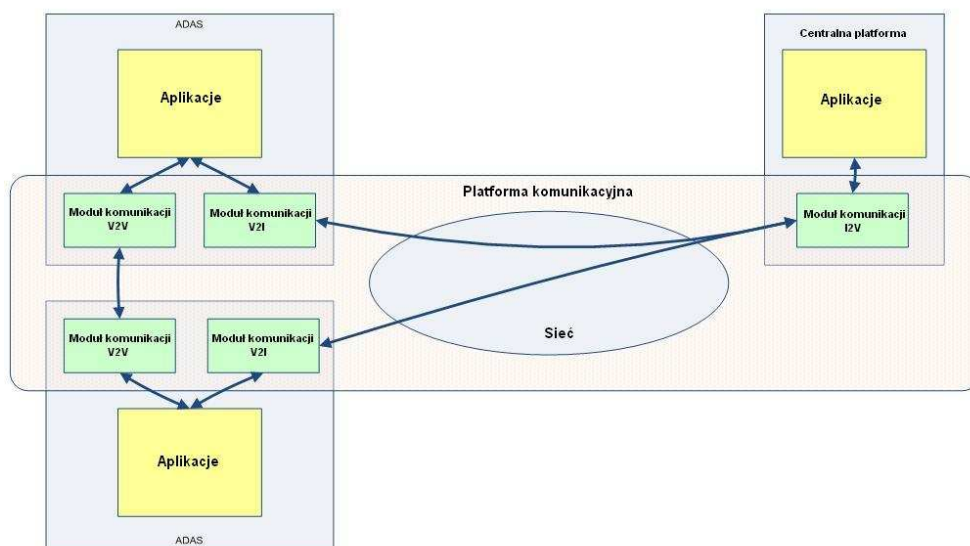 ADAS
Aplikacje
Centralna platforma
Aplikacje
Platforma komunikacyjna
Moduł komunikacji
V2V
Moduł komunikacji
V2I
Moduł komunikacji
I2V
Moduł komunikacji
V2V
Moduł komunikacji
V2I
Sieć
Aplikacje
ADAS